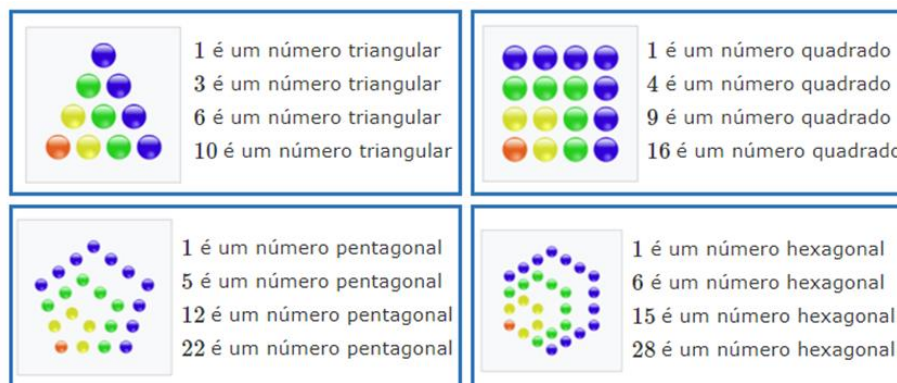 1 é um número triangular
3 é um número triangular
6 é um número triangular
10 é um número triangular
1 é um número quadrado
4 é um número quadrado
9 é um número quadrado
16 é um número quadrado
1 é um número pentagonal
5 é um número pentagonal
12 é um número pentagonal
22 é um número pentagonal
1 é um número hexagonal
6 é um número hexagonal
15 é um número hexagonal
28 é um número hexagonal